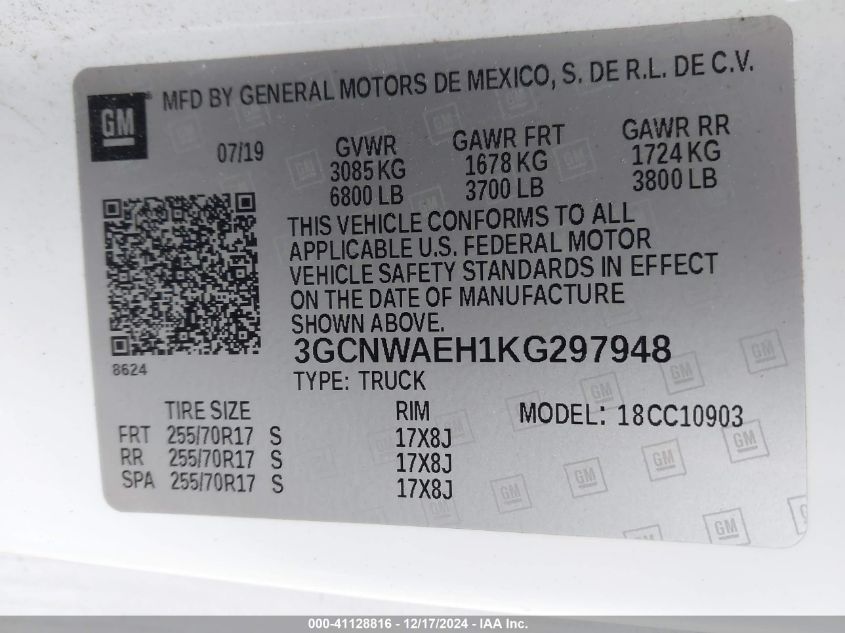 GM
MFD BY GENERAL MOTORS DE MEXICO, S. DE R.L. DE C.V.
07/19 GVWR GAWR FRT GAWR RR
3085 KG 1678 KG 1724 KG
6800 LB 3700 LB 3800 LB
THIS VEHICLE CONFORMS TO ALL
APPLICABLE U.S. FEDERAL MOTOR
VEHICLE SAFETY STANDARDS IN EFFECT
ON THE DATE OF MANUFACTURE
SHOWN ABOVE.
3GCNWAEH1KG297948
8624
TYPE: TRUCK
TIRE SIZE RIM MODEL: 18CC10903
FRT 255/70R17 S 17X8J
RR 255/70R17 S 17X8J
SPA 255/70R17 S 17X8J
000-41128816 - 12/17/2024 - IAA Inc.